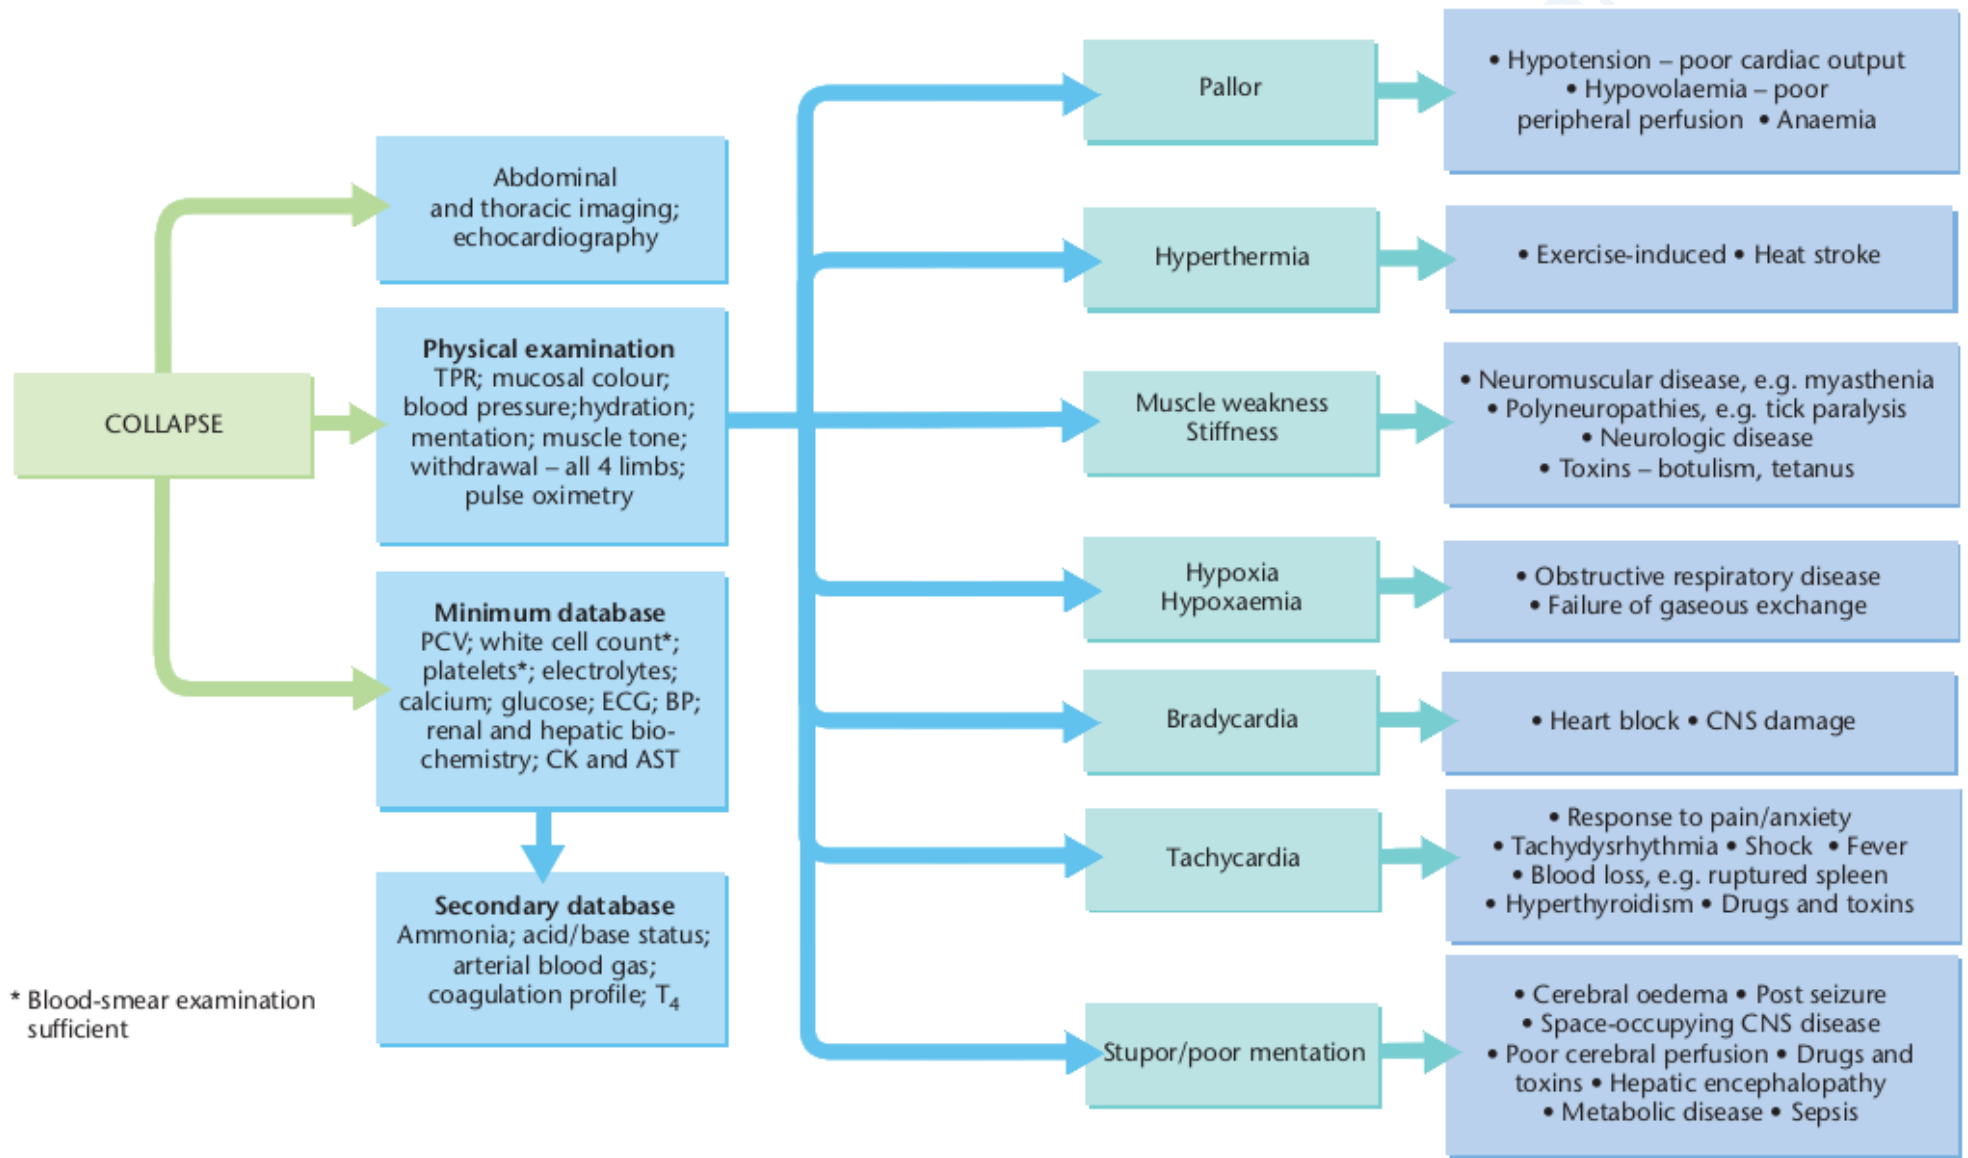 COLLAPSE
Abdominal
and thoracic imaging;
echocardiography
Physical examination
TPR; mucosal colour;
blood pressure;hydration;
mentation; muscle tone;
withdrawal – all 4 limbs;
pulse oximetry
Minimum database
PCV; white cell count*;
platelets*; electrolytes;
calcium; glucose; ECG; BP;
renal and hepatic bio-
chemistry; CK and AST
Secondary database
Ammonia; acid/base status;
arterial blood gas;
coagulation profile; T₄
* Blood-smear examination
sufficient
Pallor
• Hypotension – poor cardiac output
• Hypovolaemia – poor
peripheral perfusion • Anaemia
Hyperthermia
• Exercise-induced • Heat stroke
Muscle weakness
Stiffness
• Neuromuscular disease, e.g. myasthenia
• Polyneuropathies, e.g. tick paralysis
• Neurologic disease
• Toxins – botulism, tetanus
Hypoxia
Hypoxaemia
• Obstructive respiratory disease
• Failure of gaseous exchange
Bradycardia
• Heart block • CNS damage
Tachycardia
• Response to pain/anxiety
• Tachydysrhythmia • Shock • Fever
• Blood loss, e.g. ruptured spleen
• Hyperthyroidism • Drugs and toxins
Stupor/poor mentation
• Cerebral oedema • Post seizure
• Space-occupying CNS disease
• Poor cerebral perfusion • Drugs and
toxins • Hepatic encephalopathy
• Metabolic disease • Sepsis